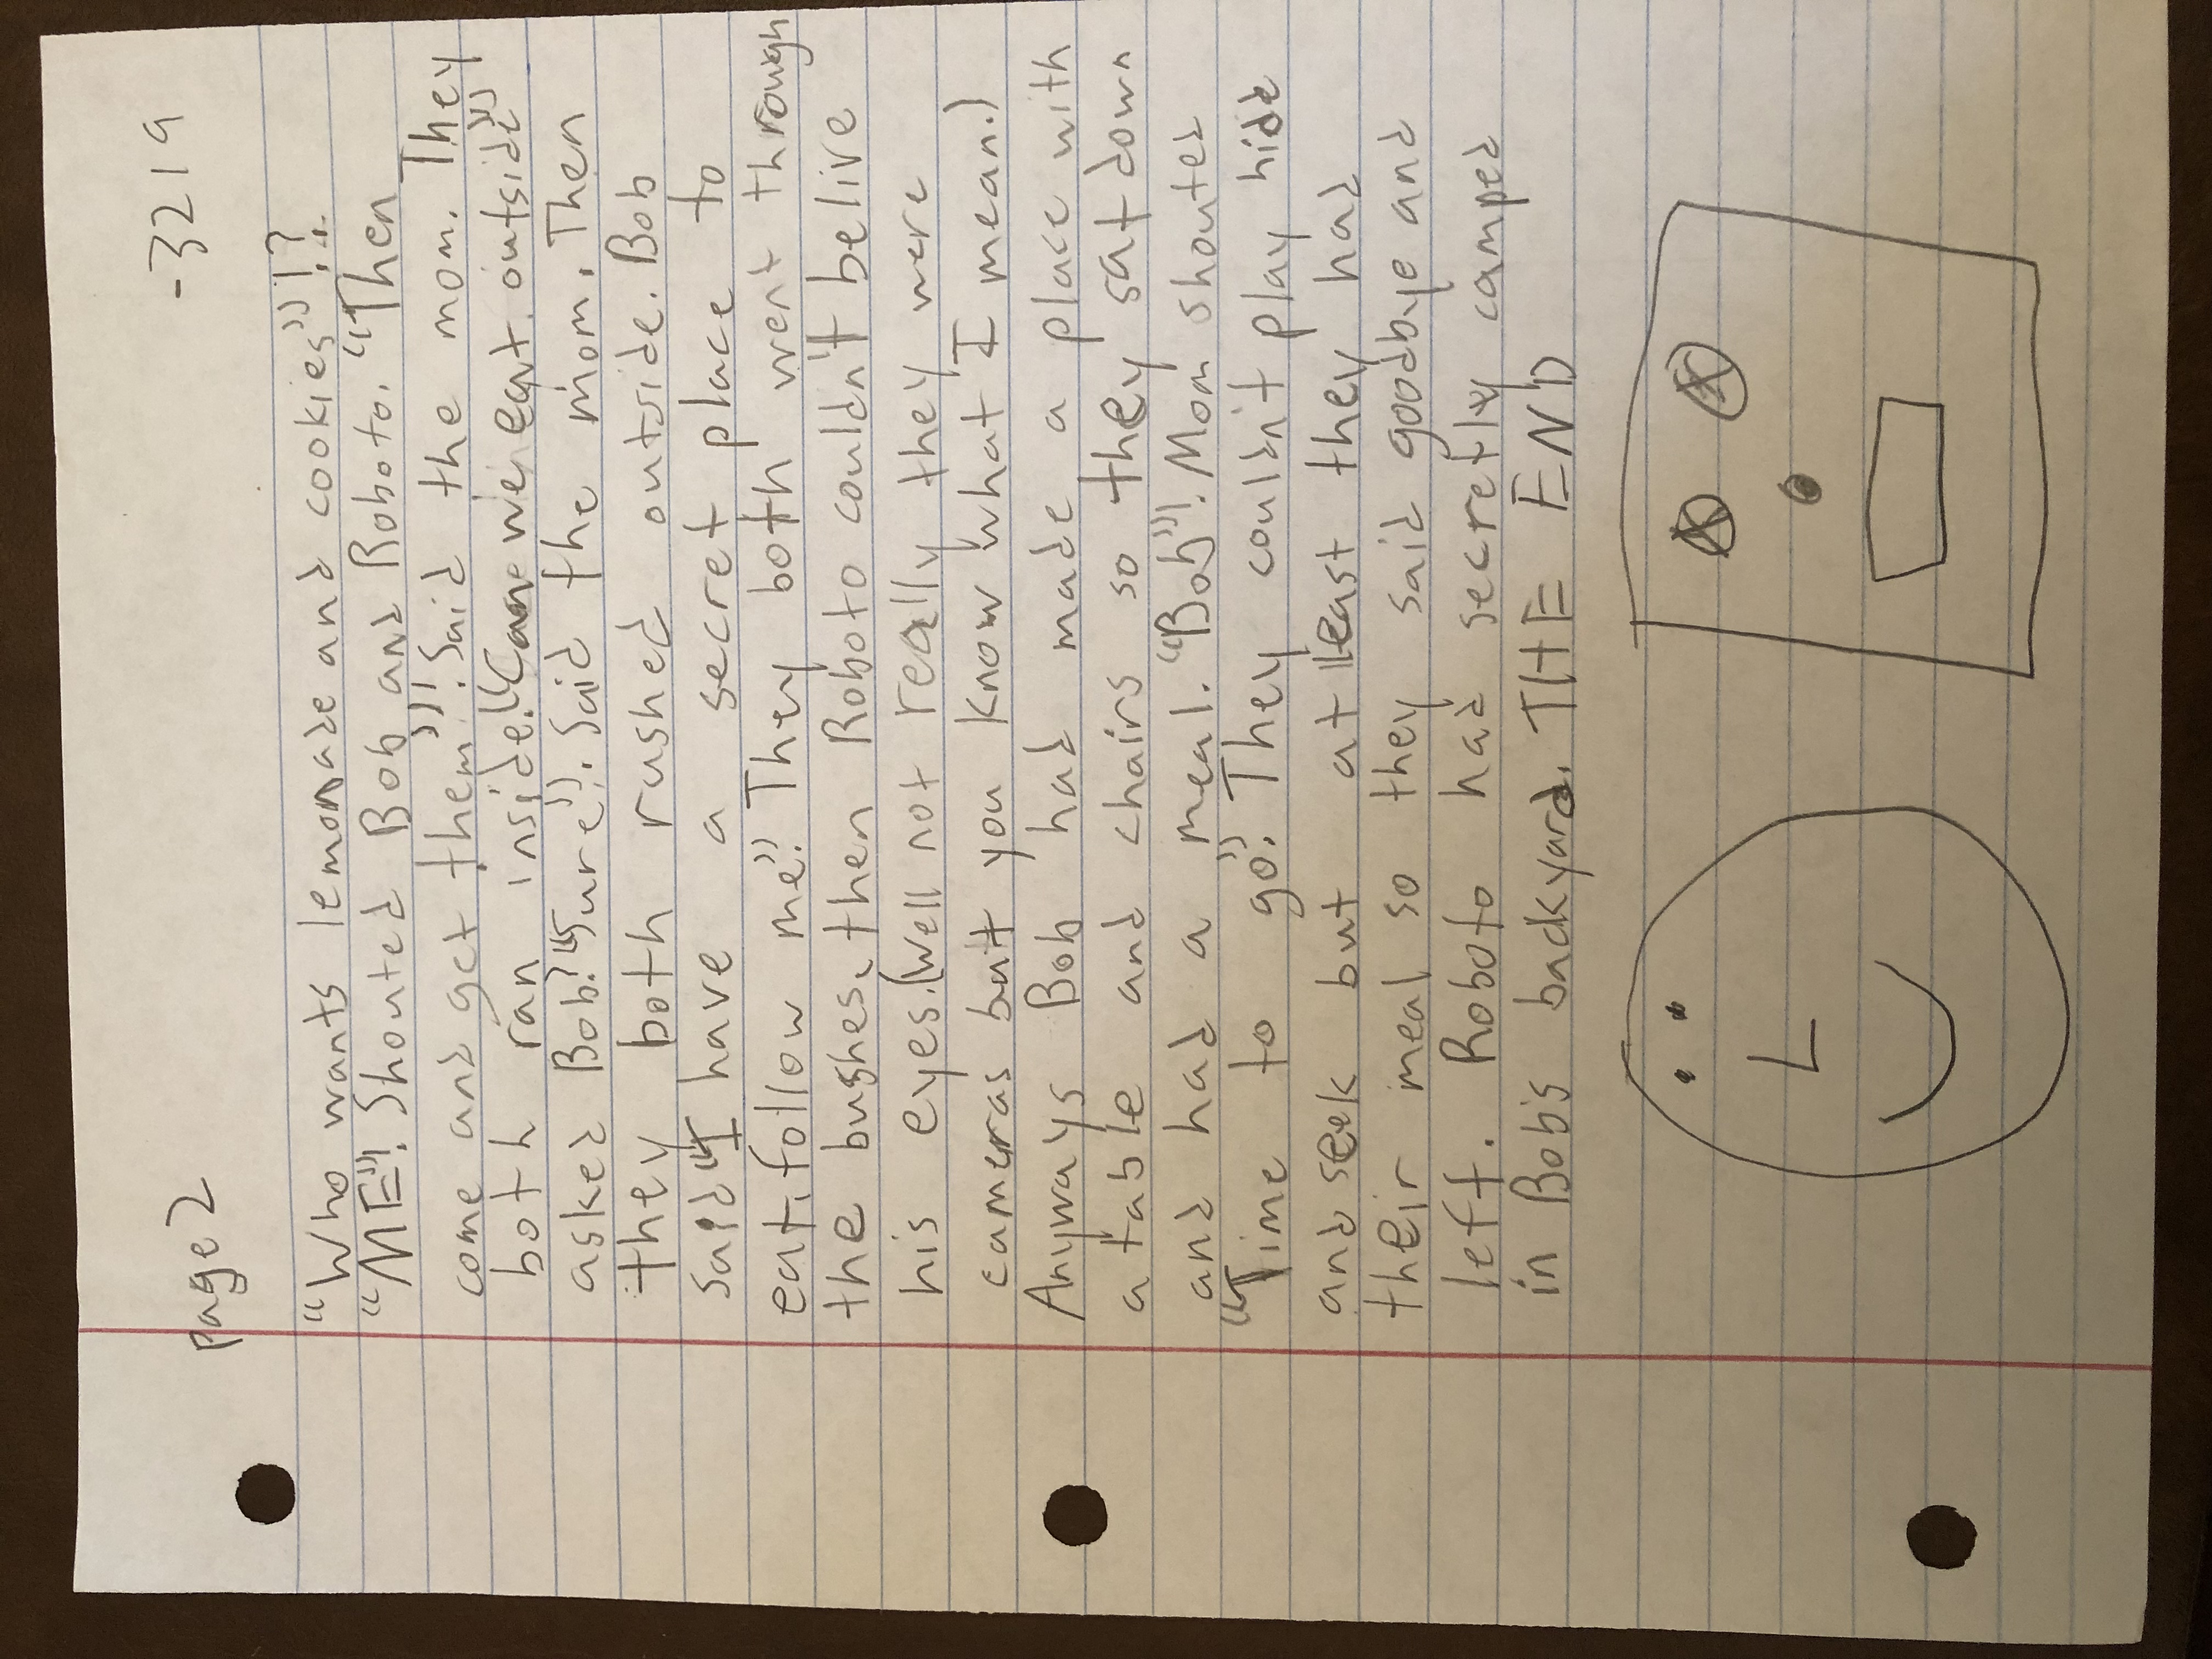 page 2
-3219
“Who wants lemonade and cookies”!?
“ME”! Shouted Bob and Roboto. “Then
come and get them”! Said the mom. They
both ran inside. “Can we eat outside”
asked Bob? “Sure”. Said the mom. Then
they both rushed outside. Bob
said “I have a secret place to
eat, follow me”. They both went through
the bushes, then Roboto couldn't belive
his eyes. (Well not really they were
cameras but you know what I mean.)
Anyways Bob had made a place with
a table and chairs so they sat down
and had a meal. “Bob”! Mom shouted
“Time to go”. They couldn't play hide
and seek but at least they had
their meal so they said goodbye and
left. Roboto had secretly camped
in Bob's backyard. THE END